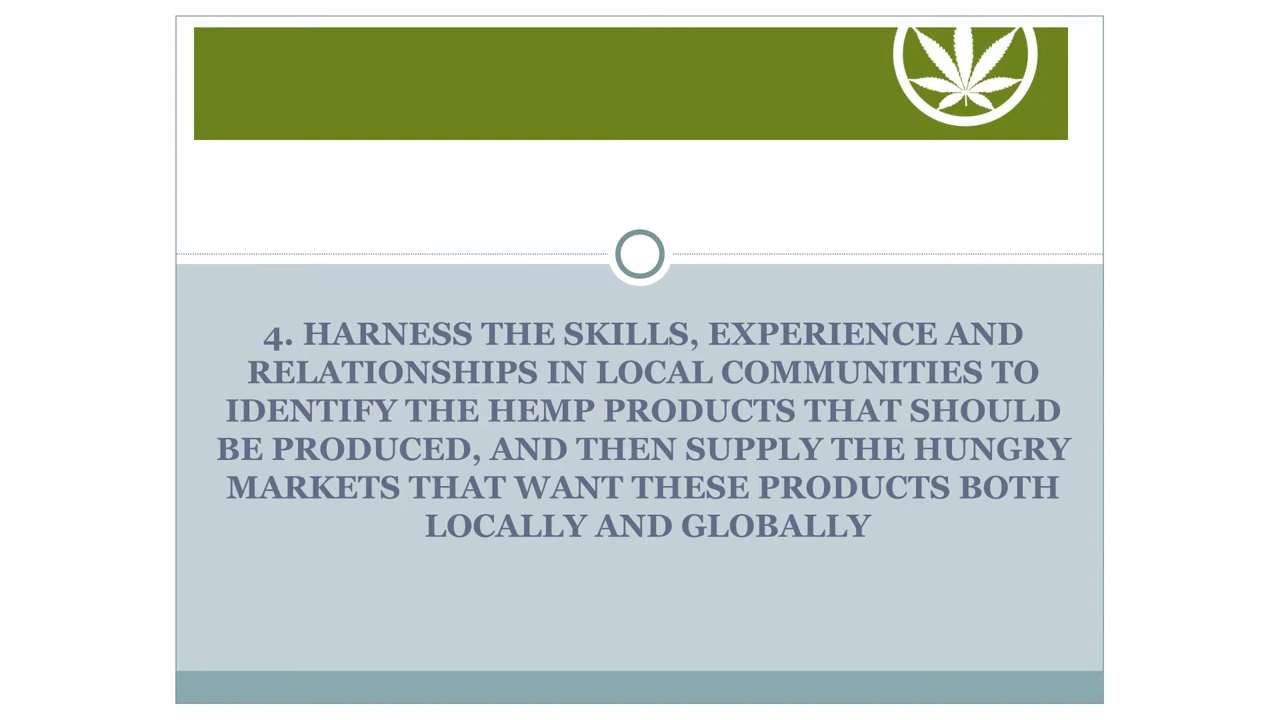 4. HARNESS THE SKILLS, EXPERIENCE AND
RELATIONSHIPS IN LOCAL COMMUNITIES TO
IDENTIFY THE HEMP PRODUCTS THAT SHOULD
BE PRODUCED, AND THEN SUPPLY THE HUNGRY
MARKETS THAT WANT THESE PRODUCTS BOTH
LOCALLY AND GLOBALLY